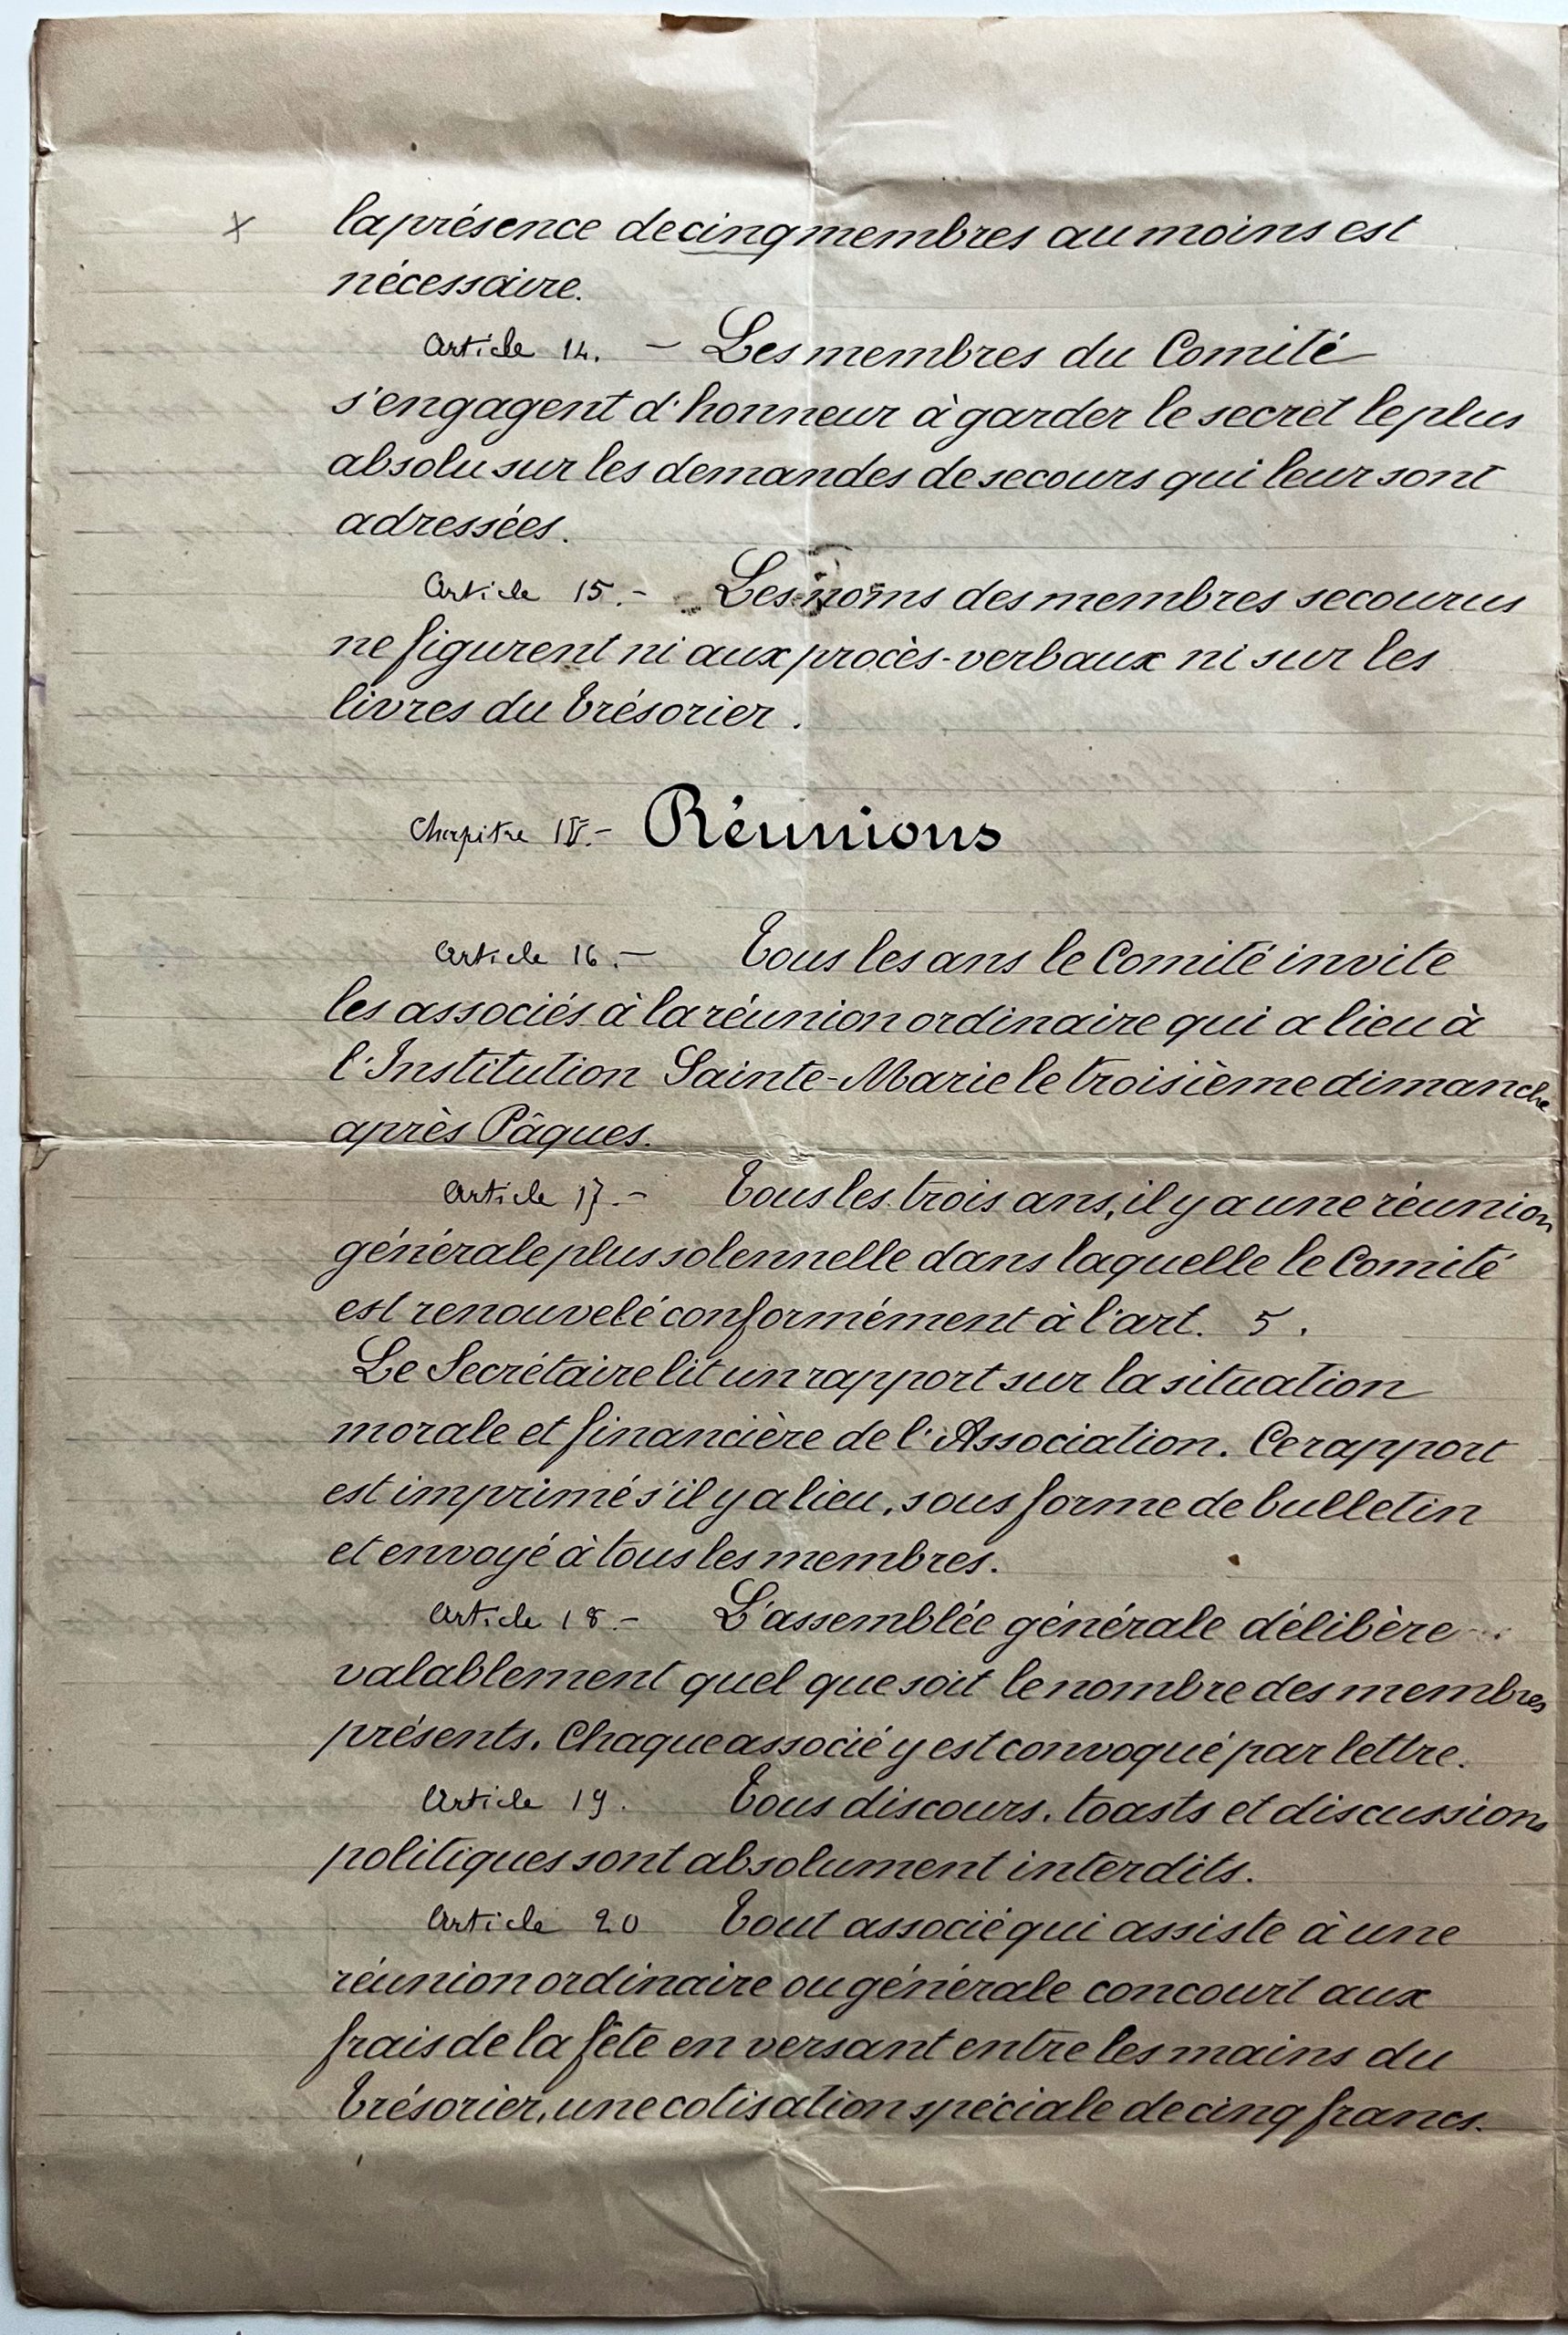 × la présence de cinq membres au moins est
nécessaire.
Article 14. — Les membres du Comité
s'engagent d'honneur à garder le secret le plus
absolu sur les demandes de secours qui leur sont
adressées.
Article 15. - Les noms des membres secourus
ne figurent ni aux procès-verbaux ni sur les
livres du trésorier.
Chapitre IV. - Réunions
Article 16. — Tous les ans le Comité invite
les associés à la réunion ordinaire qui a lieu à
l'Institution Sainte-Marie le troisième dimanche
après Pâques.
Article 17. - Tous les trois ans, il y a une réunion
générale plus solennelle dans laquelle le Comité
est renouvelé conformément à l'art. 5.
Le Secrétaire lit un rapport sur la situation
morale et financière de l'Association. Ce rapport
est imprimé s'il y a lieu, sous forme de bulletin
et envoyé à tous les membres.
Article 18. - L'assemblée générale délibère
valablement quel que soit le nombre des membres
présents. Chaque associé y est convoqué par lettre.
Article 19. Tous discours, toasts et discussions
politiques sont absolument interdits.
Article 20 Tout associé qui assiste à une
réunion ordinaire ou générale concourt aux
frais de la fête en versant entre les mains du
trésorier, une cotisation spéciale de cinq francs.